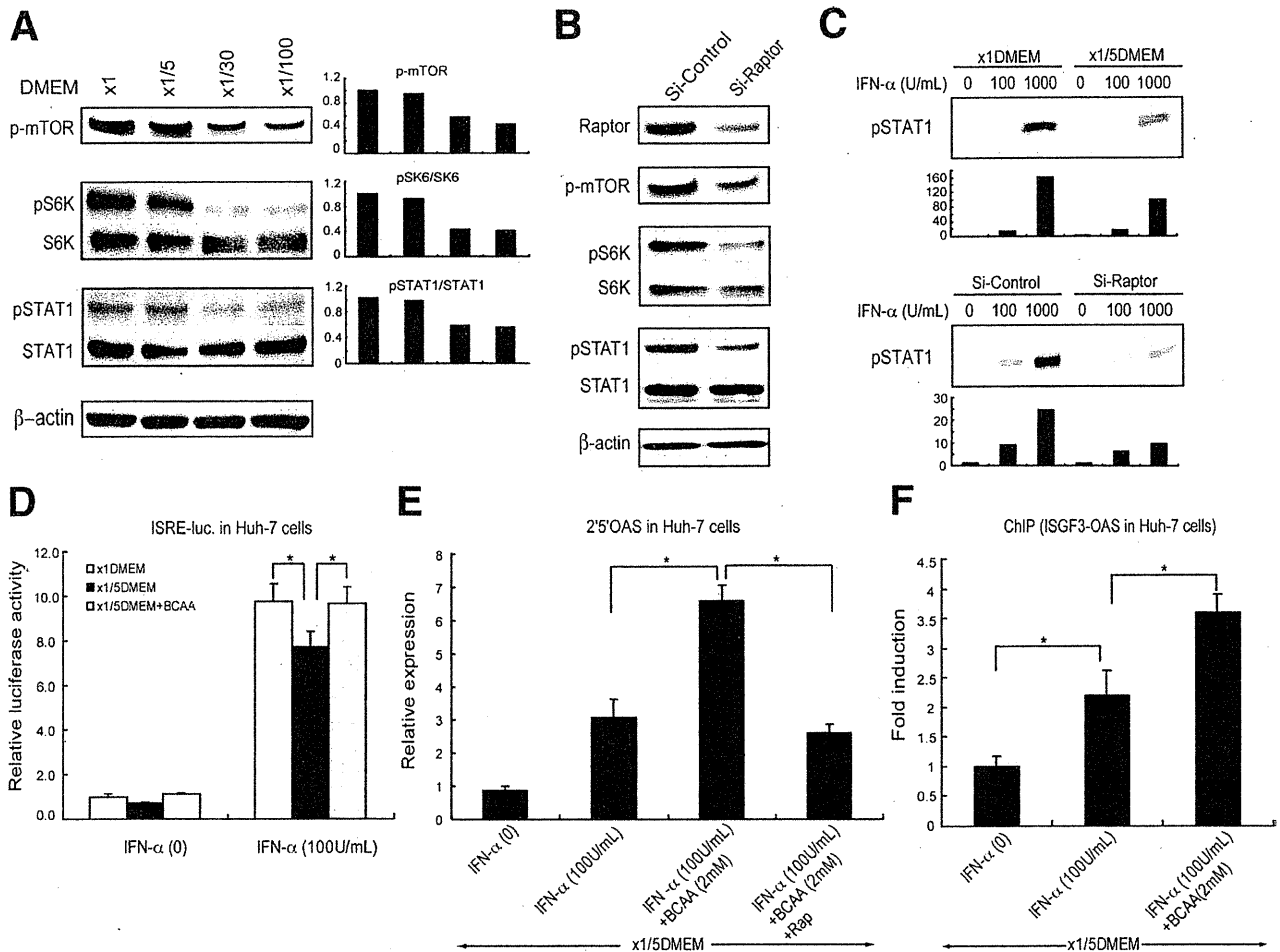 A
DMEM x1 x1/5 x1/30 x1/100
p-mTOR
pS6K
S6K
pSTAT1
STAT1
β-actin
p-mTOR
1.2
0.8
0.4
0
pSK6/SK6
1.2
0.8
0.4
0
pSTAT1/STAT1
1.2
0.8
0.4
0
B
Si-Control Si-Raptor
Raptor
p-mTOR
pS6K
S6K
pSTAT1
STAT1
β-actin
C
x1DMEM x1/5DMEM
IFN-α (U/mL) 0 100 1000 0 100 1000
pSTAT1
160
120
80
40
0
Si-Control Si-Raptor
IFN-α (U/mL) 0 100 1000 0 100 1000
pSTAT1
30
20
10
0
D
ISRE-luc. in Huh-7 cells
Relative luciferase activity
12.0
10.0
8.0
6.0
4.0
2.0
0.0
x1DMEM
x1/5DMEM
x1/5DMEM+BCAA
* *
IFN-α (0) IFN-α (100U/mL)
E
2'5'OAS in Huh-7 cells
Relative expression
8
7
6
5
4
3
2
1
0
* *
IFN-α (0)
IFN-α (100U/mL)
IFN -α (100U/mL)
+BCAA (2mM)
IFN-α (100U/mL)
+BCAA (2mM)
+Rap
x1/5DMEM
F
ChIP (ISGF3-OAS in Huh-7 cells)
Fold induction
4.5
4
3.5
3
2.5
2
1.5
1
0.5
0
*
*
IFN-α (0)
IFN-α (100U/mL)
IFN-α (100U/mL)
+BCAA(2mM)
x1/5DMEM